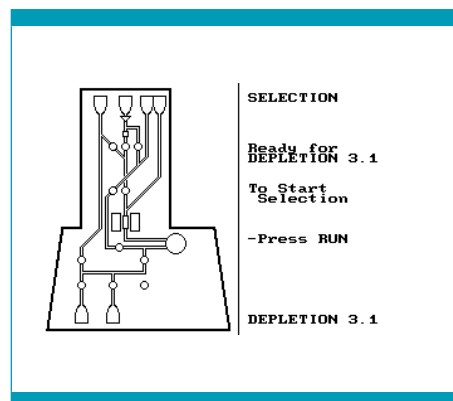 SELECTION
Ready for
DEPLETION 3.1
To Start
Selection
-Press RUN
DEPLETION 3.1